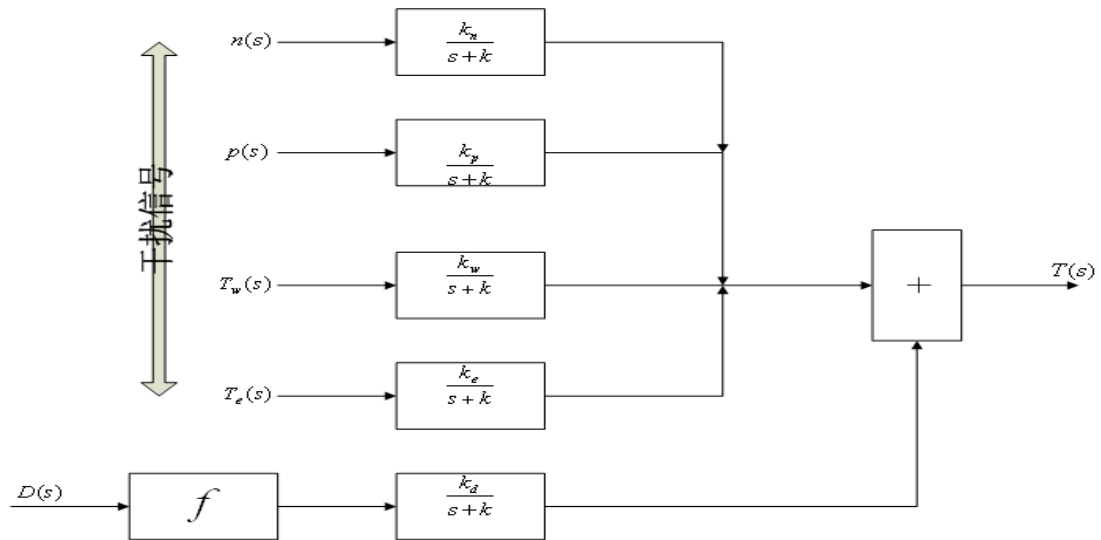 n(s)
k_n
s+k
p(s)
k_p
s+k
干扰信号
T_w(s)
k_w
s+k
+
T(s)
T_e(s)
k_e
s+k
D(s)
f
k_d
s+k